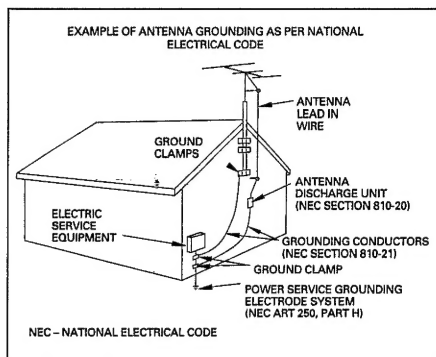 EXAMPLE OF ANTENNA GROUNDING AS PER NATIONAL
ELECTRICAL CODE
ANTENNA
LEAD IN
WIRE
GROUND
CLAMPS
ANTENNA
DISCHARGE UNIT
(NEC SECTION 810-20)
ELECTRIC
SERVICE
EQUIPMENT
GROUNDING CONDUCTORS
(NEC SECTION 810-21)
GROUND CLAMP
POWER SERVICE GROUNDING
ELECTRODE SYSTEM
(NEC ART 250, PART H)
NEC – NATIONAL ELECTRICAL CODE